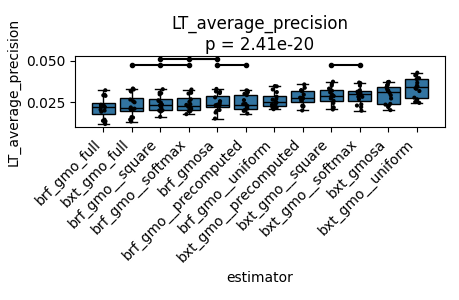 LT_average_precision
p = 2.41e-20
LT_average_precision
0.050
0.025
brf_gmo_full
bxt_gmo_full
brf_gmo__square
brf_gmo__softmax
brf_gmosa
brf_gmo__precomputed
brf_gmo__uniform
bxt_gmo__precomputed
bxt_gmo__square
bxt_gmo__softmax
bxt_gmosa
bxt_gmo__uniform
estimator